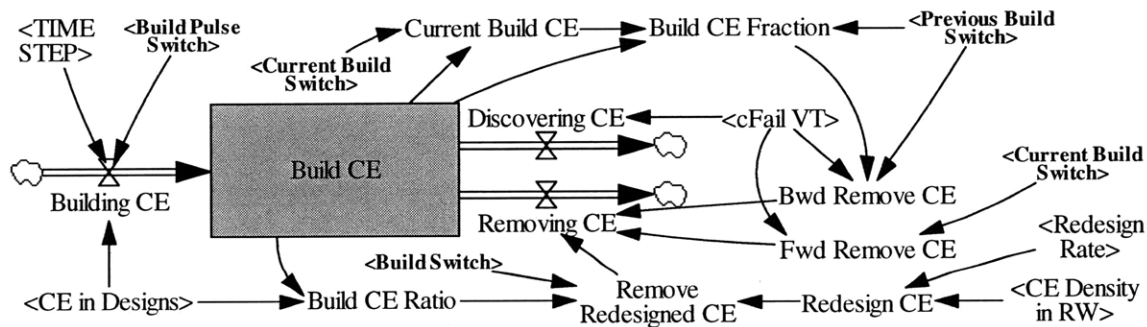 <TIME
STEP>
<Build Pulse
Switch>
Current Build CE
Build CE Fraction
<Previous Build
Switch>
<Current Build
Switch>
Discovering CE
<cFail VT>
Build CE
<Current Build
Switch>
Building CE
Bwd Remove CE
Removing CE
Fwd Remove CE
<Redesign
Rate>
<Build Switch>
<CE in Designs>
Build CE Ratio
Remove
Redesigned CE
Redesign CE
<CE Density
in RW>